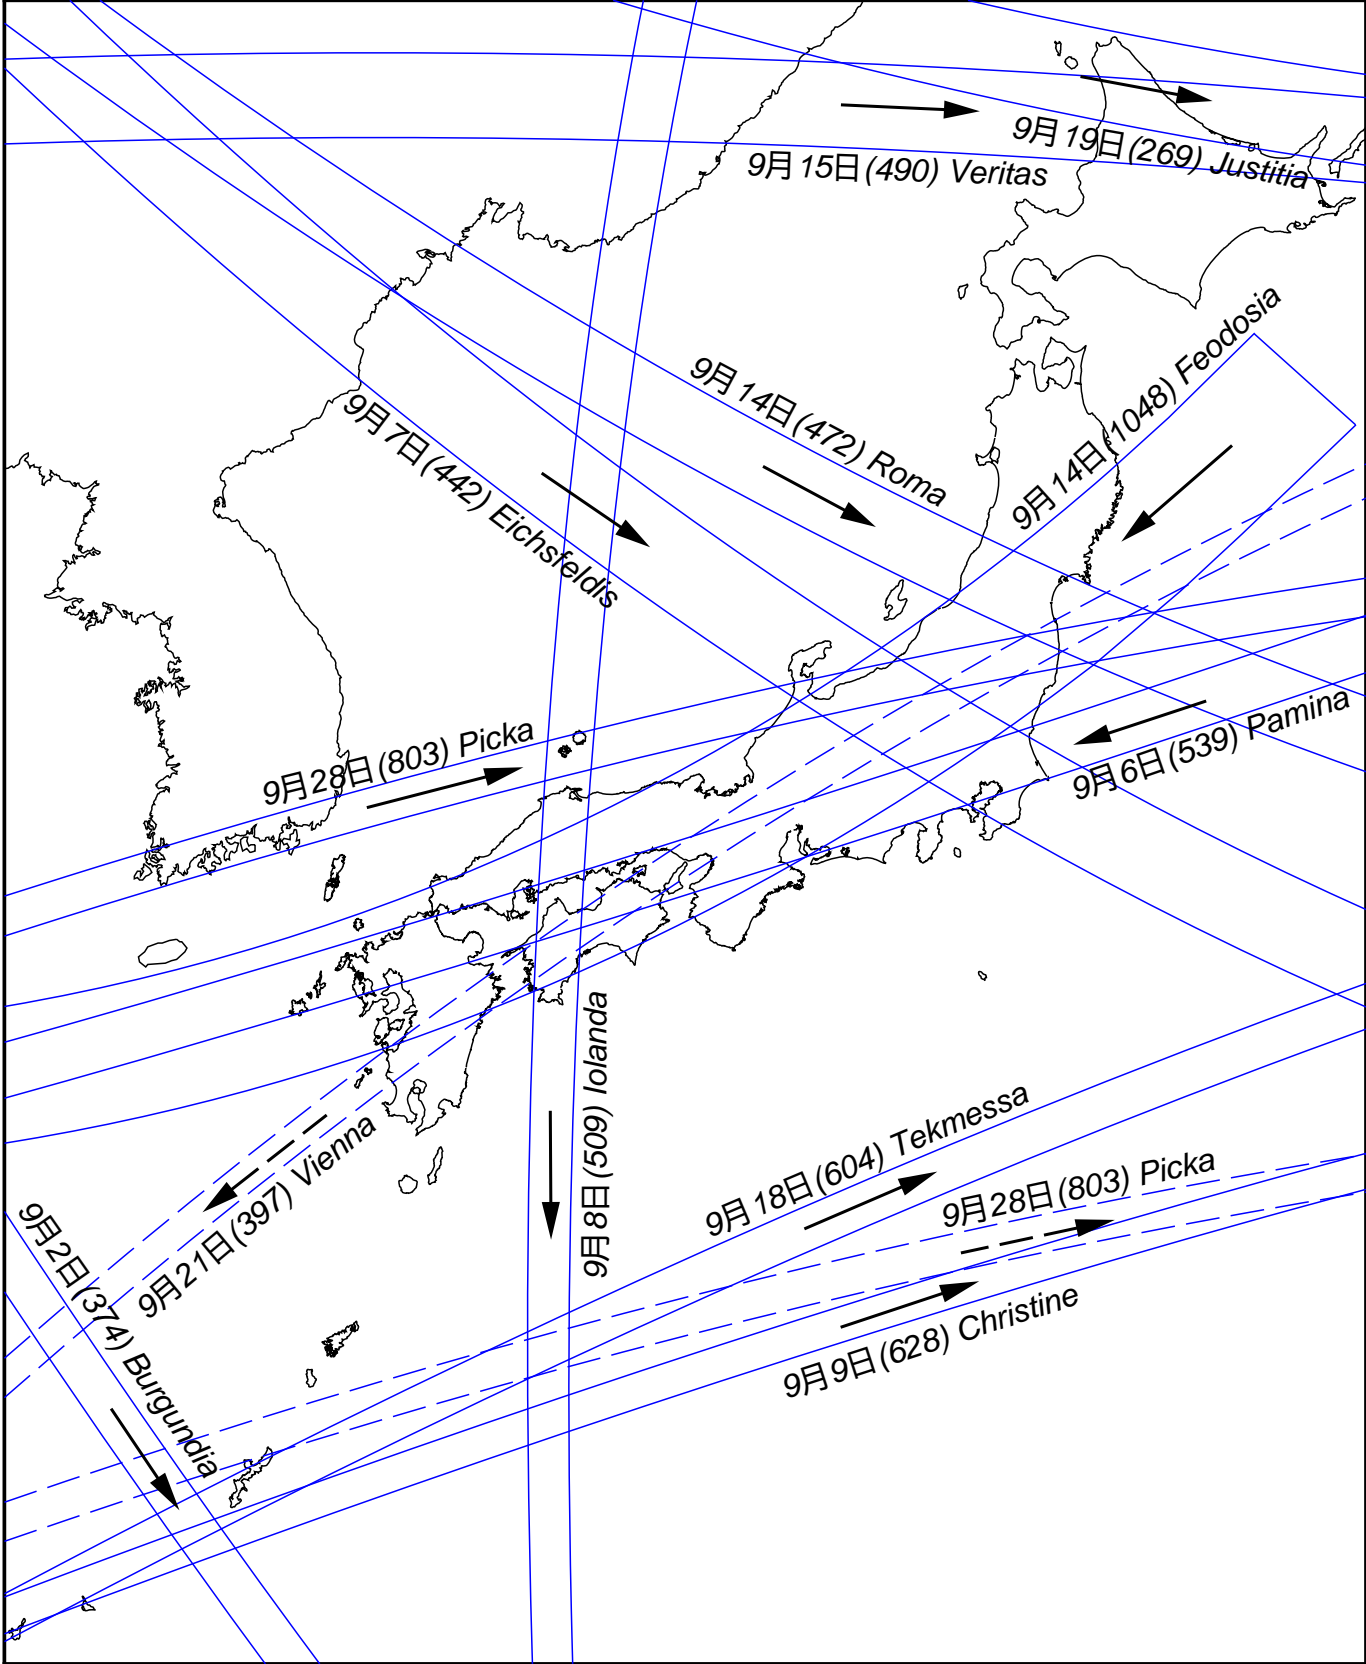 9月19日(269) Justitia
9月15日(490) Veritas
9月14日(1048) Feodosia
9月14日(472) Roma
9月7日(442) Eichsfeldis
9月28日(803) Picka
9月6日(539) Pamina
9月8日(509) Iolanda
9月18日(604) Tekmessa
9月21日(397) Vienna
9月28日(803) Picka
9月2日(374) Burgundia
9月9日(628) Christine